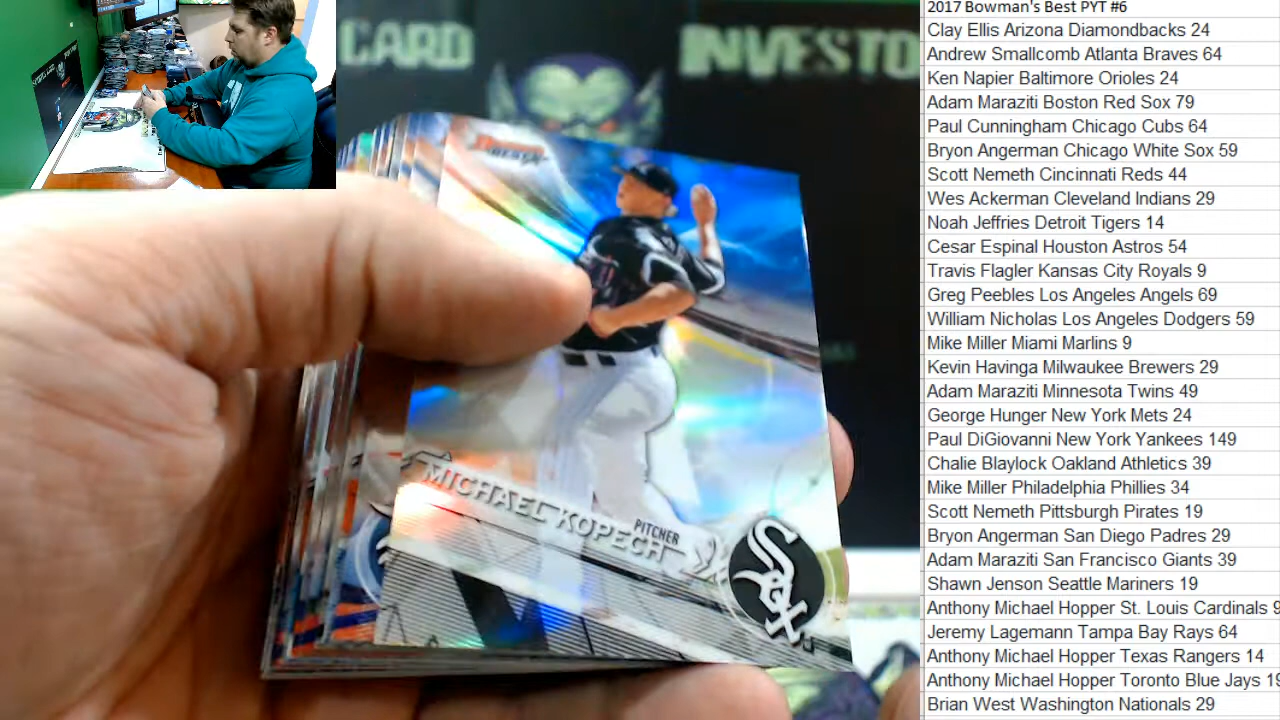 CARD INVESTO
Bowman's
BEST
MICHAEL KOPECH
PITCHER
Sox
2017 Bowman's Best PYT #6
Clay Ellis Arizona Diamondbacks 24
Andrew Smallcomb Atlanta Braves 64
Ken Napier Baltimore Orioles 24
Adam Maraziti Boston Red Sox 79
Paul Cunningham Chicago Cubs 64
Bryon Angerman Chicago White Sox 59
Scott Nemeth Cincinnati Reds 44
Wes Ackerman Cleveland Indians 29
Noah Jeffries Detroit Tigers 14
Cesar Espinal Houston Astros 54
Travis Flagler Kansas City Royals 9
Greg Peebles Los Angeles Angels 69
William Nicholas Los Angeles Dodgers 59
Mike Miller Miami Marlins 9
Kevin Havinga Milwaukee Brewers 29
Adam Maraziti Minnesota Twins 49
George Hunger New York Mets 24
Paul DiGiovanni New York Yankees 149
Chalie Blaylock Oakland Athletics 39
Mike Miller Philadelphia Phillies 34
Scott Nemeth Pittsburgh Pirates 19
Bryon Angerman San Diego Padres 29
Adam Maraziti San Francisco Giants 39
Shawn Jenson Seattle Mariners 19
Anthony Michael Hopper St. Louis Cardinals 9
Jeremy Lagemann Tampa Bay Rays 64
Anthony Michael Hopper Texas Rangers 14
Anthony Michael Hopper Toronto Blue Jays 19
Brian West Washington Nationals 29